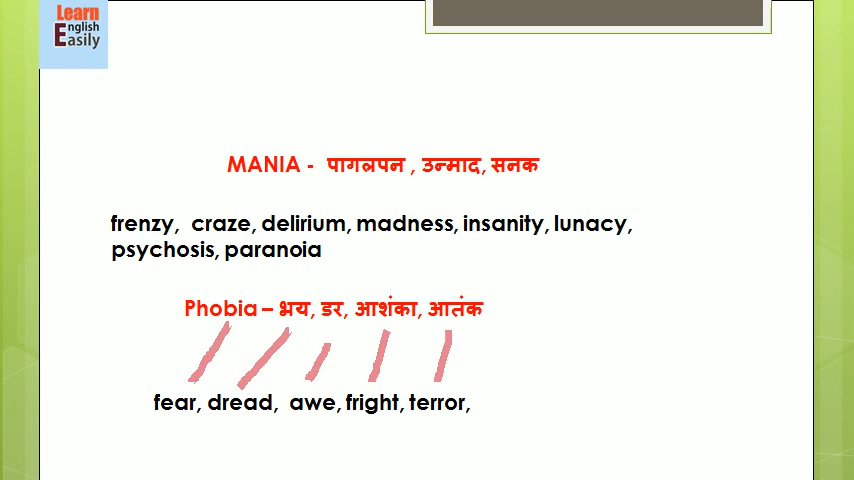 Learn
English
Easily
MANIA - पागलपन , उन्माद, सनक
frenzy, craze, delirium, madness, insanity, lunacy,
psychosis, paranoia
Phobia – भय, डर, आशंका, आतंक
fear, dread, awe, fright, terror,